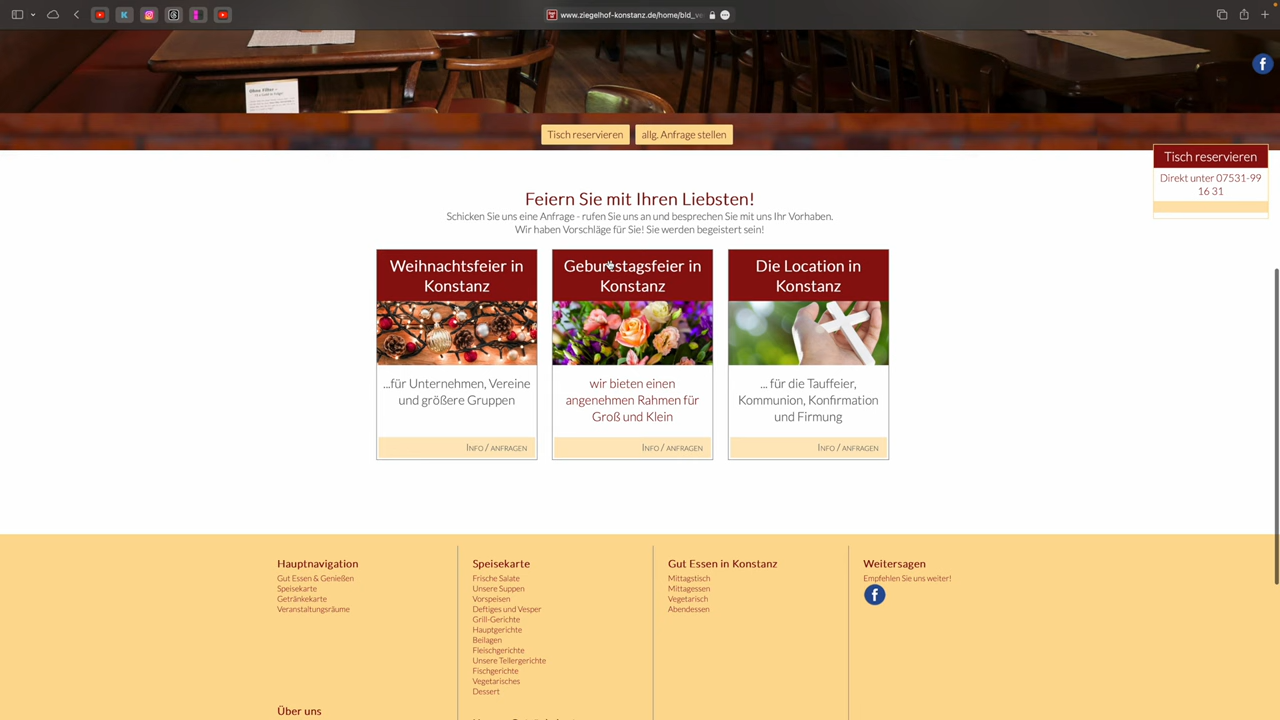 www.ziegelhof-konstanz.de/home/bld_ve
Ohne Filter -
Tisch reservieren
allg. Anfrage stellen
Tisch reservieren
Direkt unter 07531-99
16 31
Feiern Sie mit Ihren Liebsten!
Schicken Sie uns eine Anfrage - rufen Sie uns an und besprechen Sie mit uns Ihr Vorhaben.
Wir haben Vorschläge für Sie! Sie werden begeistert sein!
Weihnachtsfeier in
Konstanz
...für Unternehmen, Vereine
und größere Gruppen
Info / anfragen
Geburtstagsfeier in
Konstanz
wir bieten einen
angenehmen Rahmen für
Groß und Klein
Info / anfragen
Die Location in
Konstanz
... für die Tauffeier,
Kommunion, Konfirmation
und Firmung
Info / anfragen
Hauptnavigation
Gut Essen & Genießen
Speisekarte
Getränkekarte
Veranstaltungsräume
Über uns
Speisekarte
Frische Salate
Unsere Suppen
Vorspeisen
Deftiges und Vesper
Grill-Gerichte
Hauptgerichte
Beilagen
Fleischgerichte
Unsere Tellergerichte
Fischgerichte
Vegetarisches
Dessert
Gut Essen in Konstanz
Mittagstisch
Mittagessen
Vegetarisch
Abendessen
Weitersagen
Empfehlen Sie uns weiter!